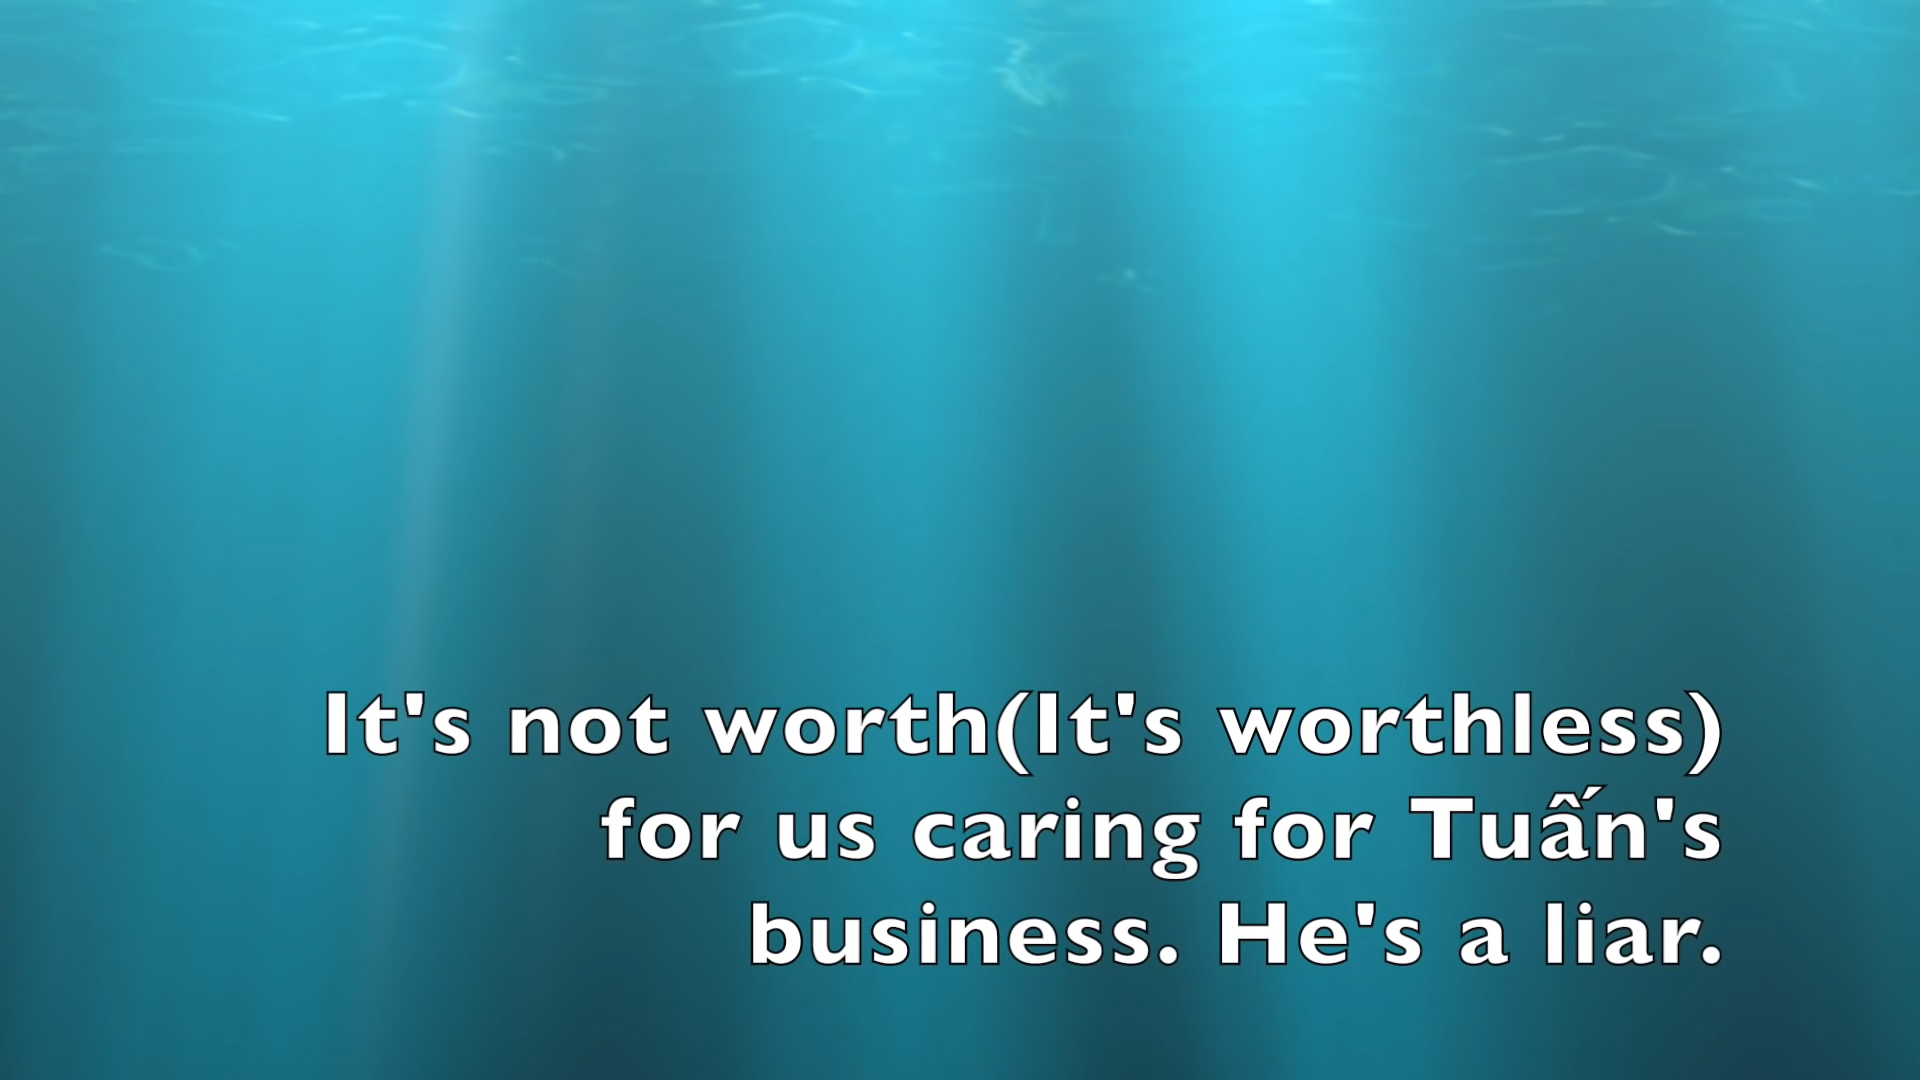 It's not worth(It's worthless)
for us caring for Tuấn's
business. He's a liar.